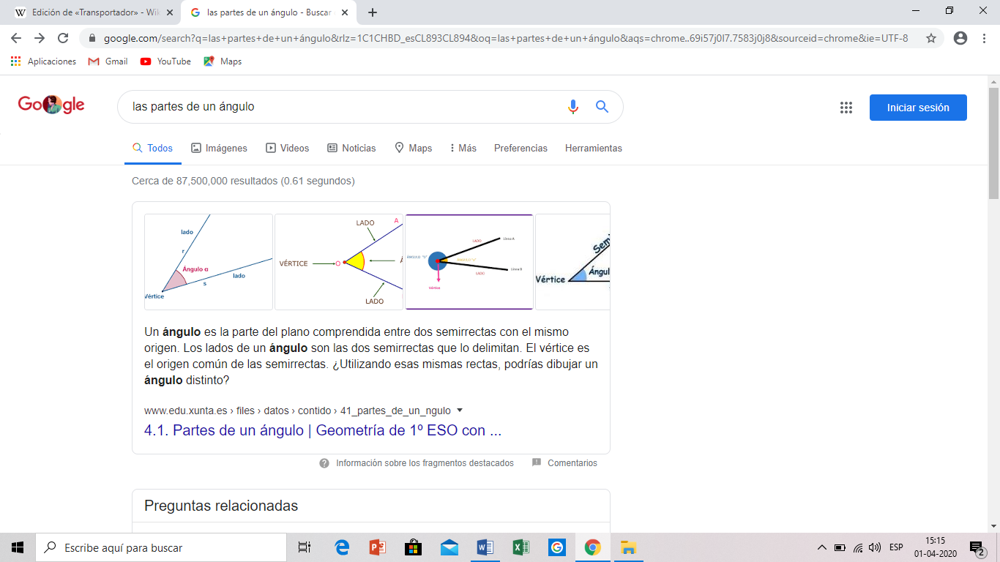 Edición de «Transportador» - Wil
las partes de un ángulo - Buscar
google.com/search?q=las+partes+de+un+ángulo&rlz=1C1CHBD_esCL893CL894&oq=las+partes+de+un+ángulo&aqs=chrome..69i57j0l7.7583j0j8&sourceid=chrome&ie=UTF-8
Aplicaciones Gmail YouTube Maps
Google
las partes de un ángulo
Iniciar sesión
Todos Imágenes Videos Noticias Maps Más Preferencias Herramientas
Cerca de 87,500,000 resultados (0.61 segundos)
lado
r
Ángulo α
lado
s
Vértice
LADO
A
VÉRTICE
O
LADO
LADO
Línea A
LADO
Línea B
Vértice
Vértice
Un ángulo es la parte del plano comprendida entre dos semirrectas con el mismo
origen. Los lados de un ángulo son las dos semirrectas que lo delimitan. El vértice es
el origen común de las semirrectas. ¿Utilizando esas mismas rectas, podrías dibujar un
ángulo distinto?
www.edu.xunta.es › files › datos › contido › 41_partes_de_un_ngulo
4.1. Partes de un ángulo | Geometría de 1º ESO con ...
Información sobre los fragmentos destacados Comentarios
Preguntas relacionadas
Escribe aquí para buscar
ESP
15:15
01-04-2020
2